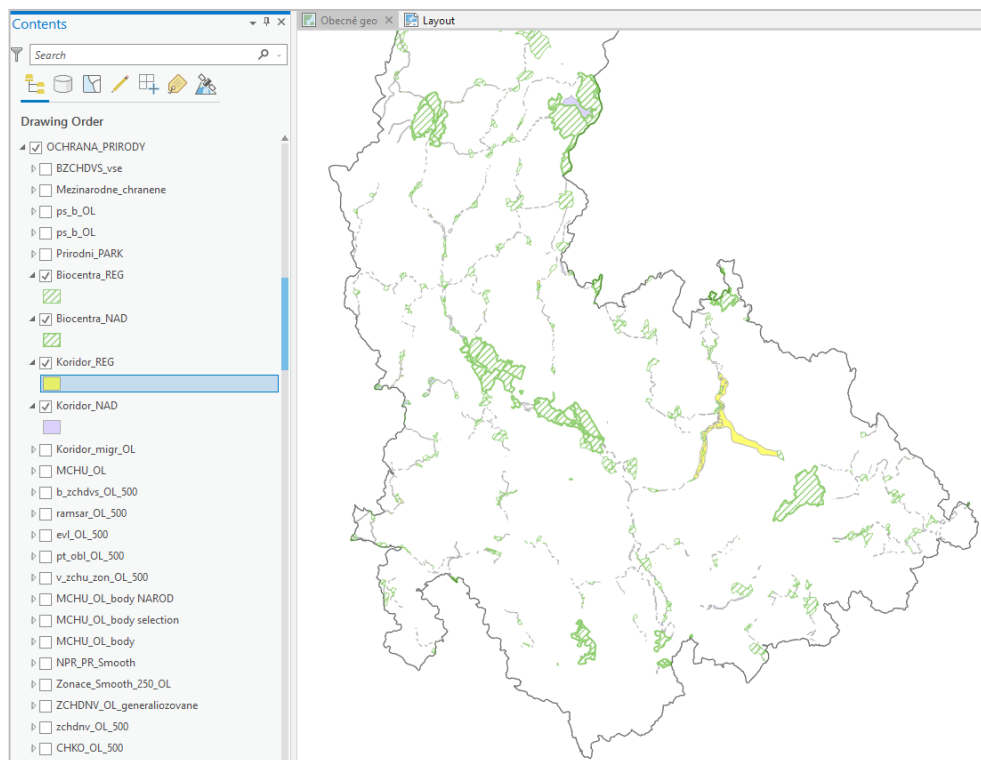 Contents
Obecné geo
Layout
Search
Drawing Order
OCHRANA_PRIRODY
BZCHDVS_vse
Mezinarodne_chranene
ps_b_OL
ps_b_OL
Prirodni_PARK
Biocentra_REG
Biocentra_NAD
Koridor_REG
Koridor_NAD
Koridor_migr_OL
MCHU_OL
b_zchdvs_OL_500
ramsar_OL_500
evl_OL_500
pt_obl_OL_500
v_zchu_zon_OL_500
MCHU_OL_body NAROD
MCHU_OL_body selection
MCHU_OL_body
NPR_PR_Smooth
Zonace_Smooth_250_OL
ZCHDNV_OL_generaliozovane
zchdnv_OL_500
CHKO_OL_500